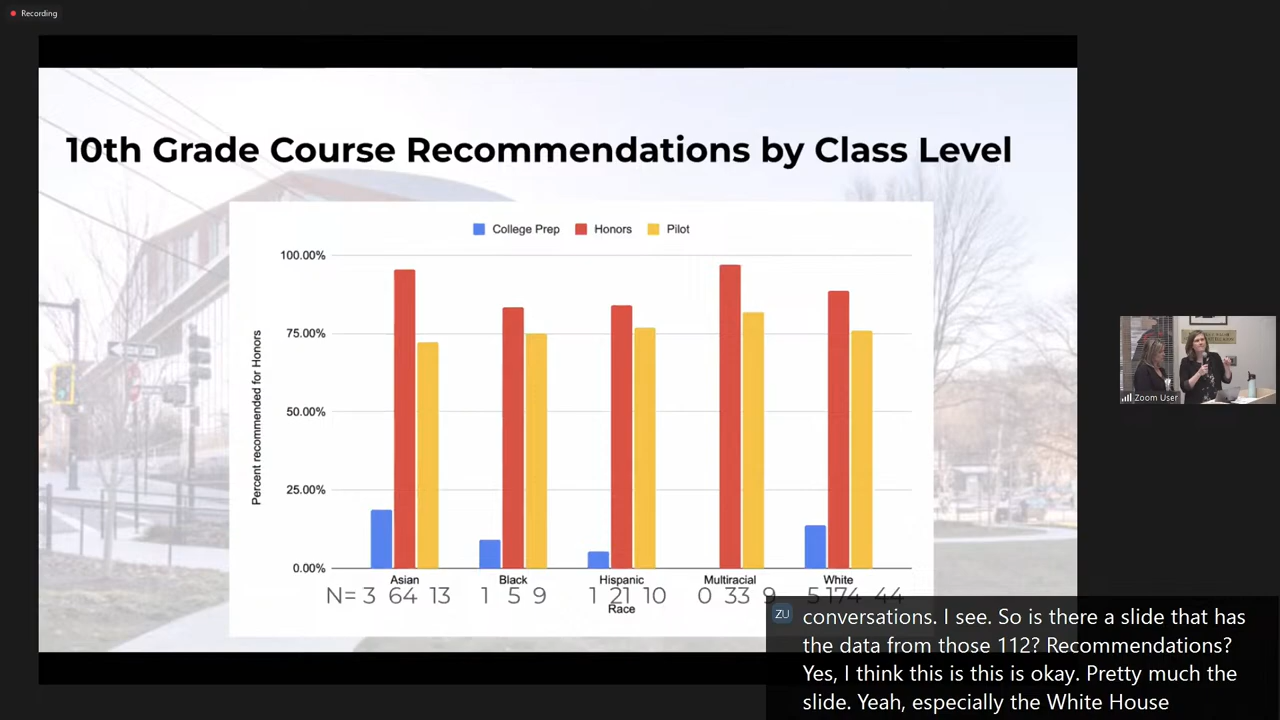 Recording
10th Grade Course Recommendations by Class Level
College Prep Honors Pilot
100.00%
75.00%
50.00%
25.00%
0.00%
Percent recommended for Honors
Asian Black Hispanic Multiracial White
N= 3 64 13 1 5 9 1 21 10 0 33 9 5 174 44
Race
Zoom User
ZU
conversations. I see. So is there a slide that has
the data from those 112? Recommendations?
Yes, I think this is this is okay. Pretty much the
slide. Yeah, especially the White House